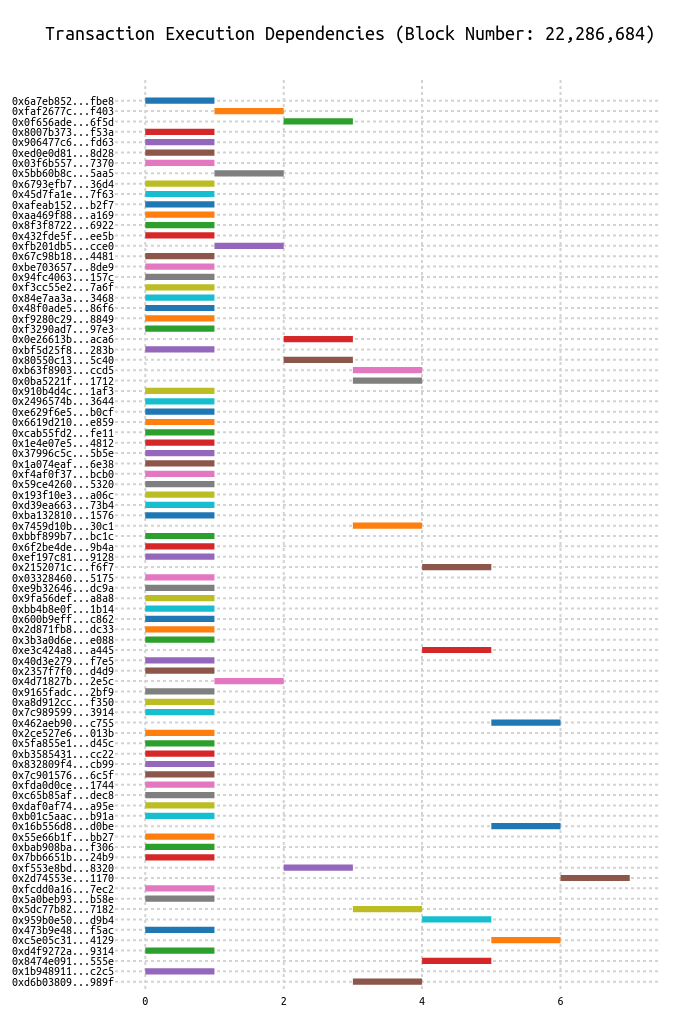 Transaction Execution Dependencies (Block Number: 22,286,684)
0x6a7eb852...fbe8
0xfaf2677c...f403
0x0f656ade...6f5d
0x8007b373...f53a
0x906477c6...fd63
0xed0e0d81...8d28
0x03f6b557...7370
0x5bb60b8c...5aa5
0x6793efb7...36d4
0x45d7fa1e...7f63
0xafeab152...b2f7
0xaa469f88...a169
0x8f3f8722...6922
0x432fde5f...ee5b
0xfb201db5...cce0
0x67c98b18...4481
0xbe703657...8de9
0x94fc4063...157c
0xf3cc55e2...7a6f
0x84e7aa3a...3468
0x48f0ade5...86f6
0xf9280c29...8849
0xf3290ad7...97e3
0x0e26613b...aca6
0xbf5d25f8...283b
0x80550c13...5c40
0xb63f8903...ccd5
0x0ba5221f...1712
0x910b4d4c...1af3
0x2496574b...3644
0xe629f6e5...b0cf
0x6619d210...e859
0xcab55fd2...fe11
0x1e4e07e5...4812
0x37996c5c...5b5e
0x1a074eaf...6e38
0xf4af0f37...bcb0
0x59ce4260...5320
0x193f10e3...a06c
0xd39ea663...73b4
0xba132810...1576
0x7459d10b...30c1
0xbbf899b7...bc1c
0x6f2be4de...9b4a
0xef197c81...9128
0x2152071c...f6f7
0x03328460...5175
0xe9b32646...dc9a
0x9fa56def...a8a8
0xbb4b8e0f...1b14
0x600b9eff...c862
0x2d871fb8...dc33
0x3b3a0d6e...e088
0xe3c424a8...a445
0x40d3e279...f7e5
0x2357f7f0...d4d9
0x4d71827b...2e5c
0x9165fadc...2bf9
0xa8d912cc...f350
0x7c989599...3914
0x462aeb90...c755
0x2ce527e6...013b
0x5fa855e1...d45c
0xb3585431...cc22
0x832809f4...cb99
0x7c901576...6c5f
0xfda0d0ce...1744
0xc65b85af...dec8
0xdaf0af74...a95e
0xb01c5aac...b91a
0x16b556d8...d0be
0x55e66b1f...bb27
0xbab908ba...f306
0x7bb6651b...24b9
0xf553e8bd...8320
0x2d74553e...1170
0xfcdd0a16...7ec2
0x5a0beb93...b58e
0x5dc77b82...7182
0x959b0e50...d9b4
0x473b9e48...f5ac
0xc5e05c31...4129
0xd4f9272a...9314
0x8474e091...555e
0x1b948911...c2c5
0xd6b03809...989f
0 2 4 6